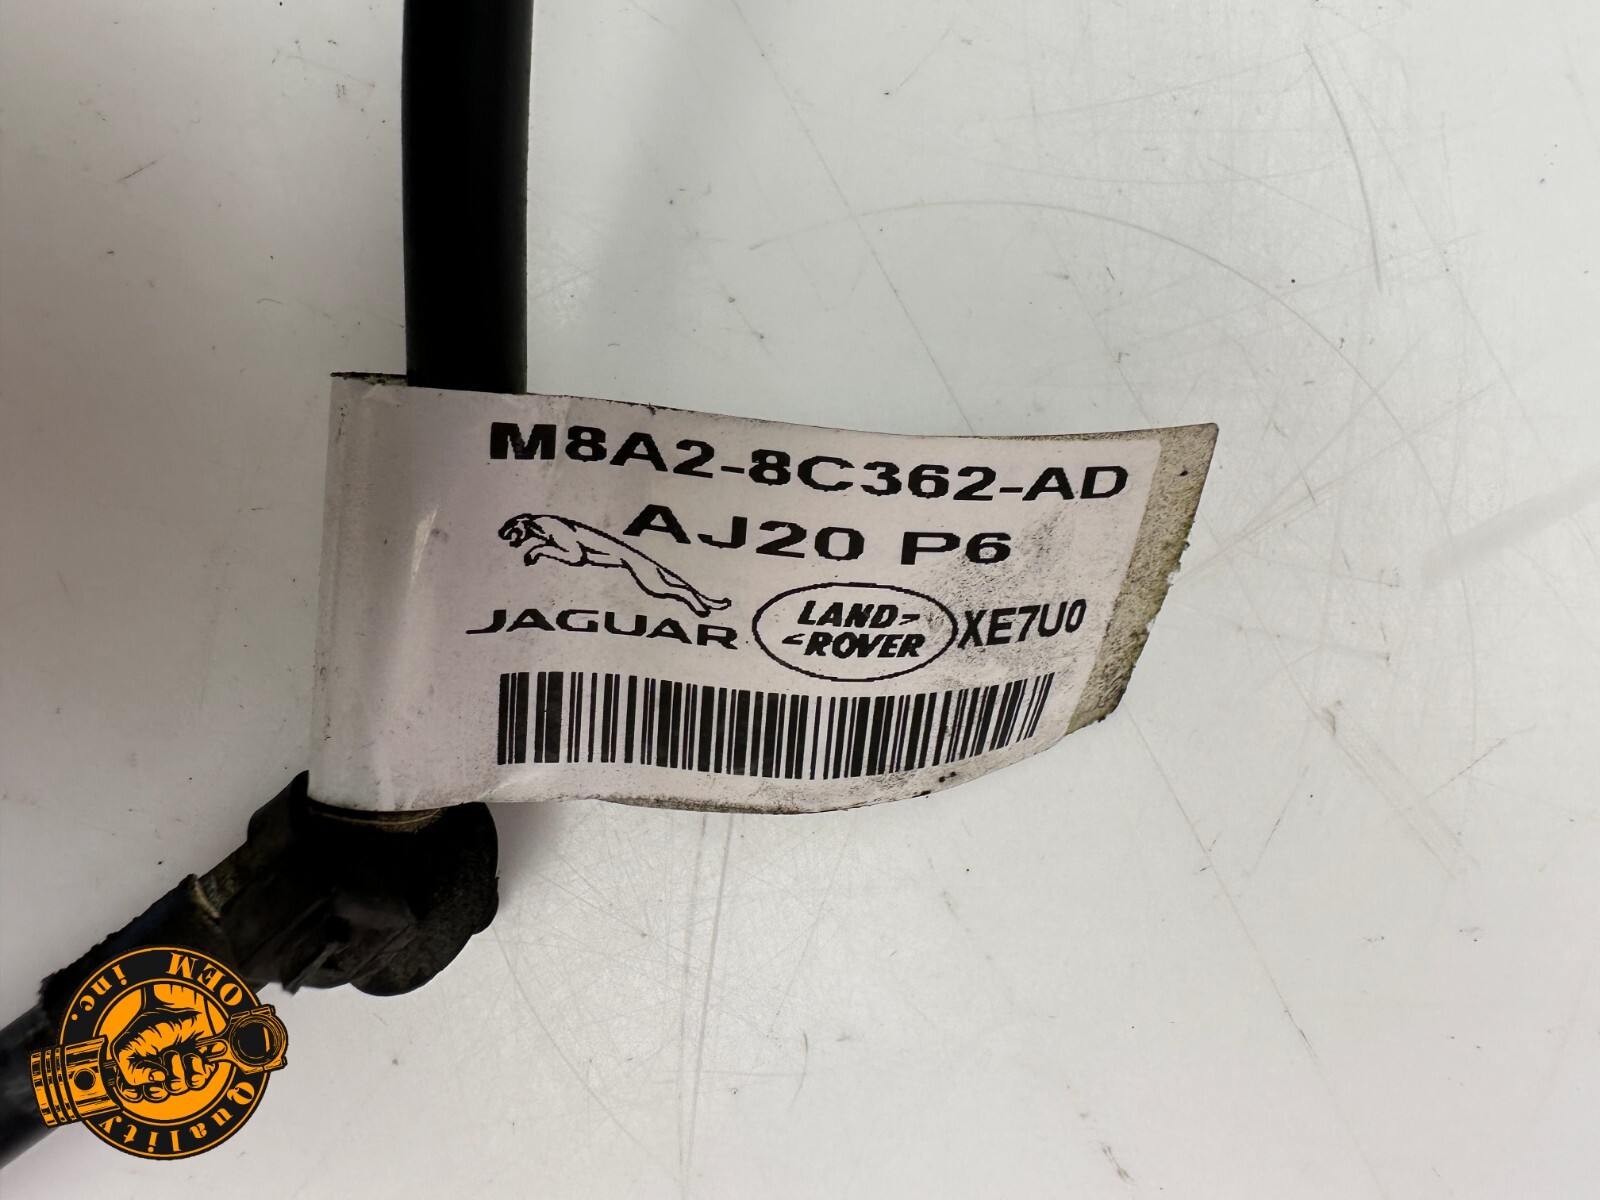 M8A2-8C362-AD
AJ20 P6
JAGUAR
LAND-
-ROVER
XE7U0
OEM inc.
Quality